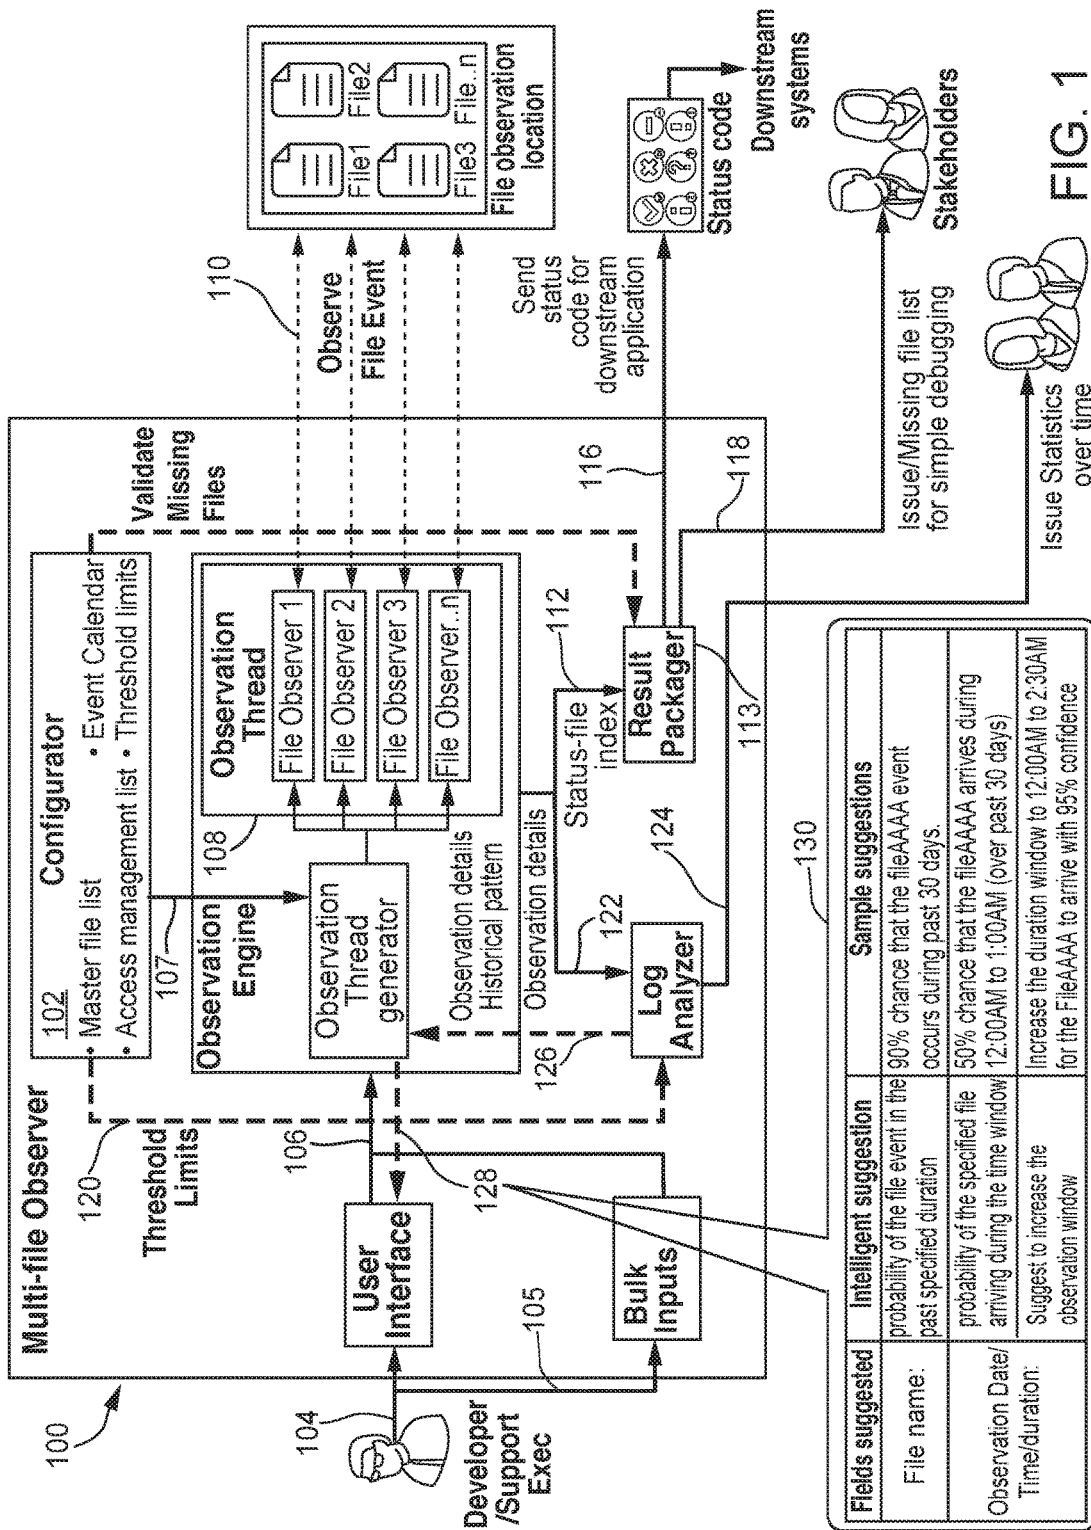 100
Multi-file Observer
120
Threshold
Limits
102
Configurator
• Master file list
• Event Calendar
• Access management list
• Threshold limits
Validate
Missing
Files
107
Observation
Engine
Observation
Thread
generator
108
Observation
Thread
File Observer 1
File Observer 2
File Observer 3
File Observer..n
Observation details
Historical pattern
110
Observe
File Event
File1
File2
File3
File..n
File observation
location
104
Developer
/Support
Exec
105
User
Interface
Bulk
Inputs
106
128
126
Observation details
122
Log
Analyzer
Status-file
index
112
Result
Packager
113
124
116
118
Send
status
code for
downstream
application
Status code
Downstream
systems
Issue/Missing file list
for simple debugging
Stakeholders
Issue Statistics
over time
130
Fields suggested
Intelligent suggestion
Sample suggestions
File name:
probability of the file event in the
past specified duration
90% chance that the fileAAAA event
occurs during past 30 days.
Observation Date/
Time/duration:
probability of the specified file
arriving during the time window
50% chance that the fileAAAA arrives during
12:00AM to 1:00AM (over past 30 days)
Suggest to increase the
observation window
Increase the duration window to 12:00AM to 2:30AM
for the FileAAAA to arrive with 95% confidence
FIG. 1